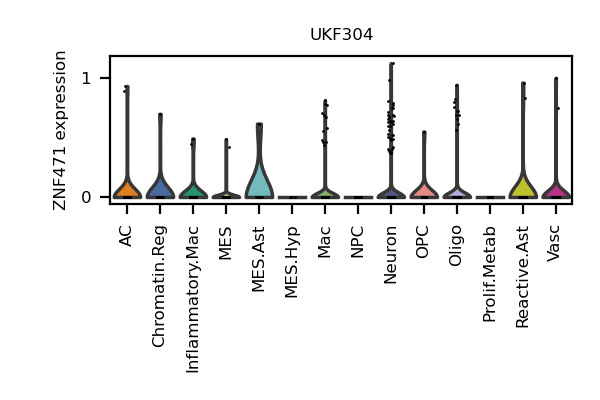 UKF304
ZNF471 expression
1
0
AC
Chromatin.Reg
Inflammatory.Mac
MES
MES.Ast
MES.Hyp
Mac
NPC
Neuron
OPC
Oligo
Prolif.Metab
Reactive.Ast
Vasc